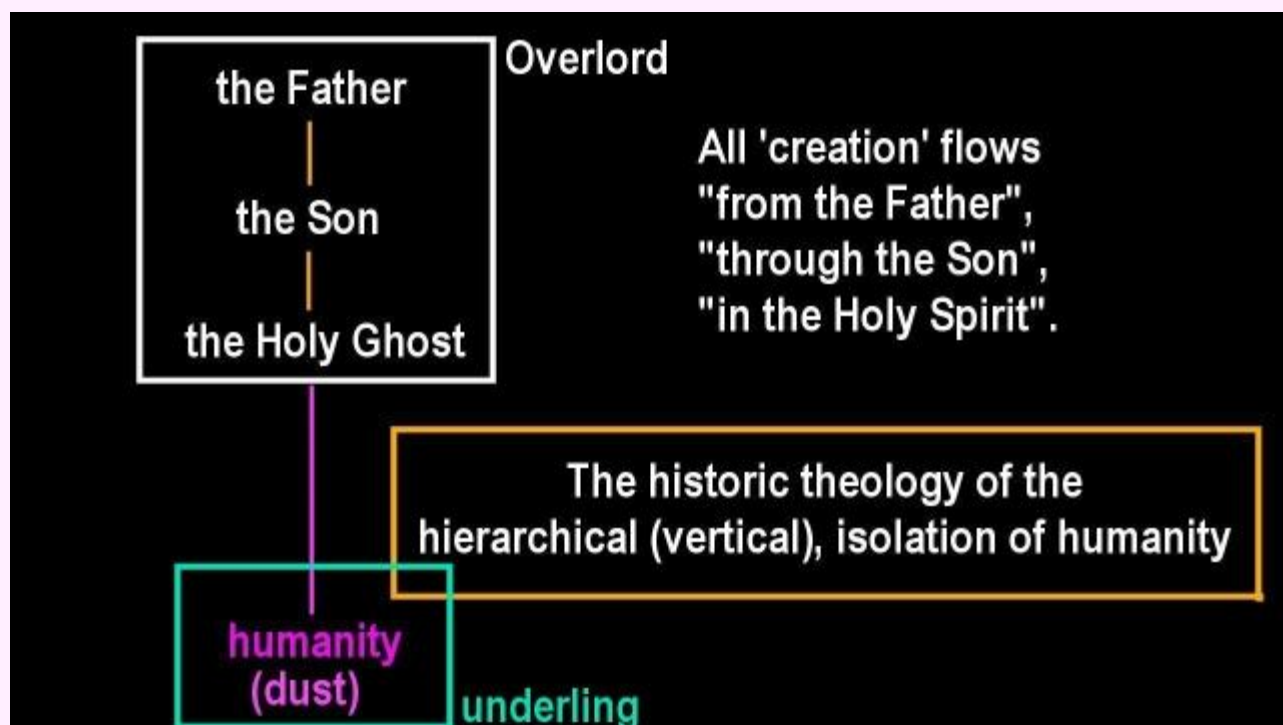 the Father
the Son
the Holy Ghost
Overlord
All 'creation' flows
"from the Father",
"through the Son",
"in the Holy Spirit".
The historic theology of the
hierarchical (vertical), isolation of humanity
humanity
(dust)
underling